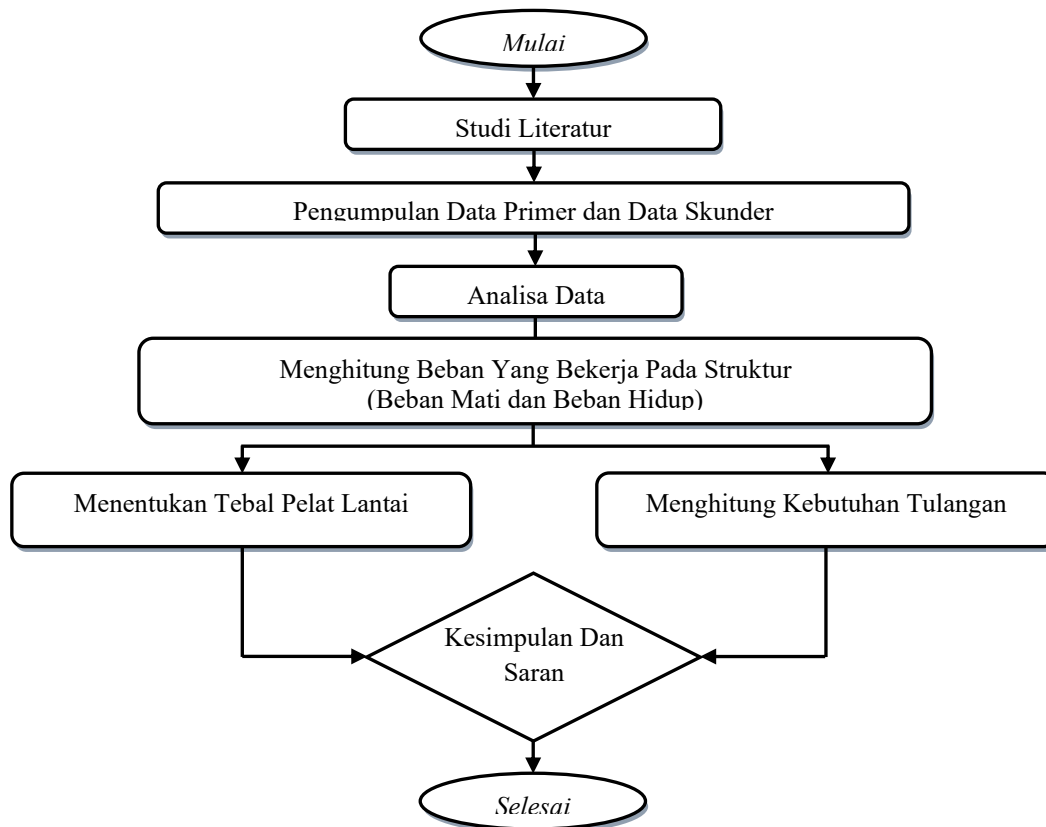 Mulai
Studi Literatur
Pengumpulan Data Primer dan Data Skunder
Analisa Data
Menghitung Beban Yang Bekerja Pada Struktur
(Beban Mati dan Beban Hidup)
Menentukan Tebal Pelat Lantai
Menghitung Kebutuhan Tulangan
Kesimpulan Dan
Saran
Selesai